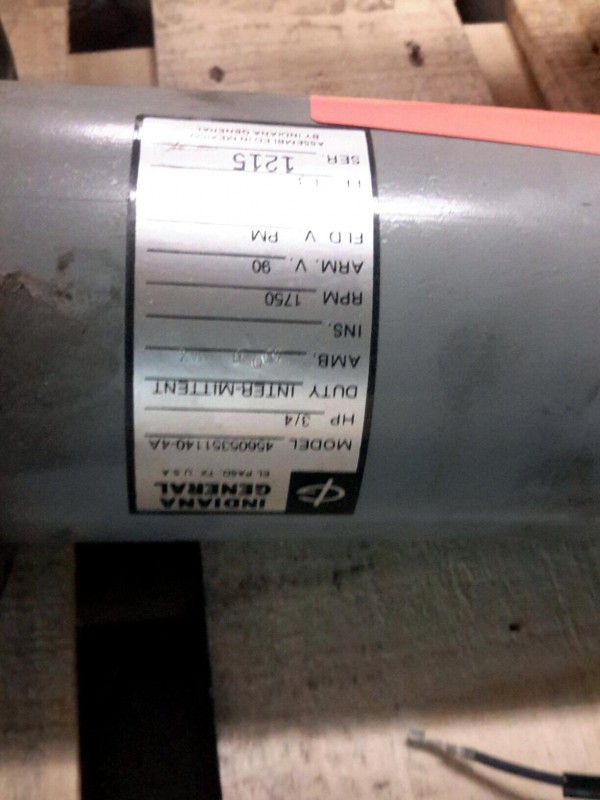 INDIANA
GENERAL
EL PASO, TX U S A
MODEL 45605351140-4A
HP 3/4
DUTY INTER-MITTENT
AMB.
INS.
RPM 1750
ARM. V. 90
FLD V PM
SER. 1215
ASSEMBLED IN MEXICO
BY INDIANA GENERAL